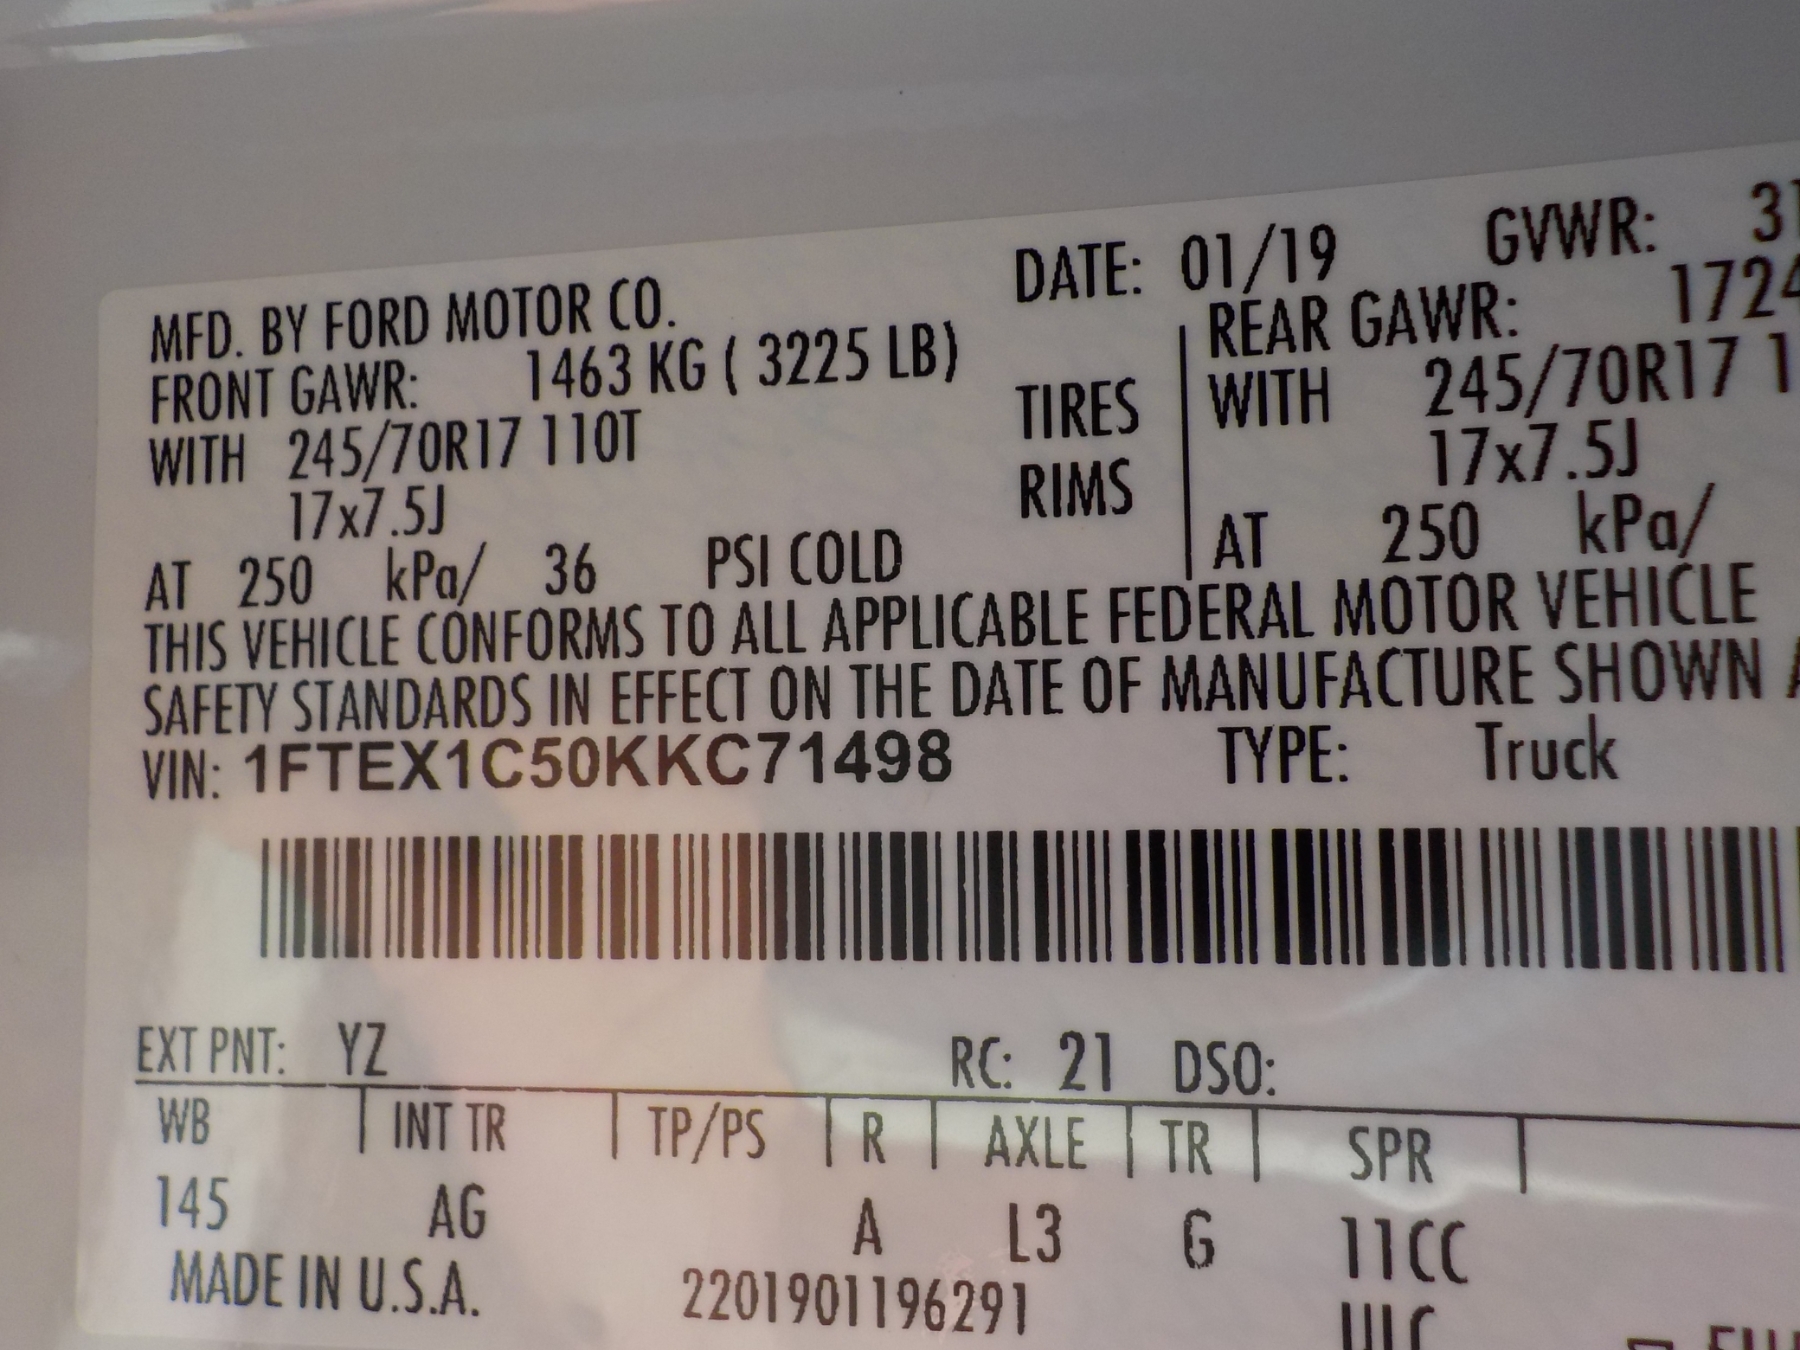 MFD. BY FORD MOTOR CO. DATE: 01/19 GVWR:
FRONT GAWR: 1463 KG ( 3225 LB) REAR GAWR:
WITH 245/70R17 110T TIRES WITH 245/70R17
17x7.5J RIMS 17x7.5J
AT 250 kPa/ 36 PSI COLD AT 250 kPa/
THIS VEHICLE CONFORMS TO ALL APPLICABLE FEDERAL MOTOR VEHICLE
SAFETY STANDARDS IN EFFECT ON THE DATE OF MANUFACTURE SHOWN
VIN: 1FTEX1C50KKC71498 TYPE: Truck
EXT PNT: YZ RC: 21 DSO:
WB INT TR TP/PS R AXLE TR SPR
145 AG A L3 G 11CC
MADE IN U.S.A. 2201901196291